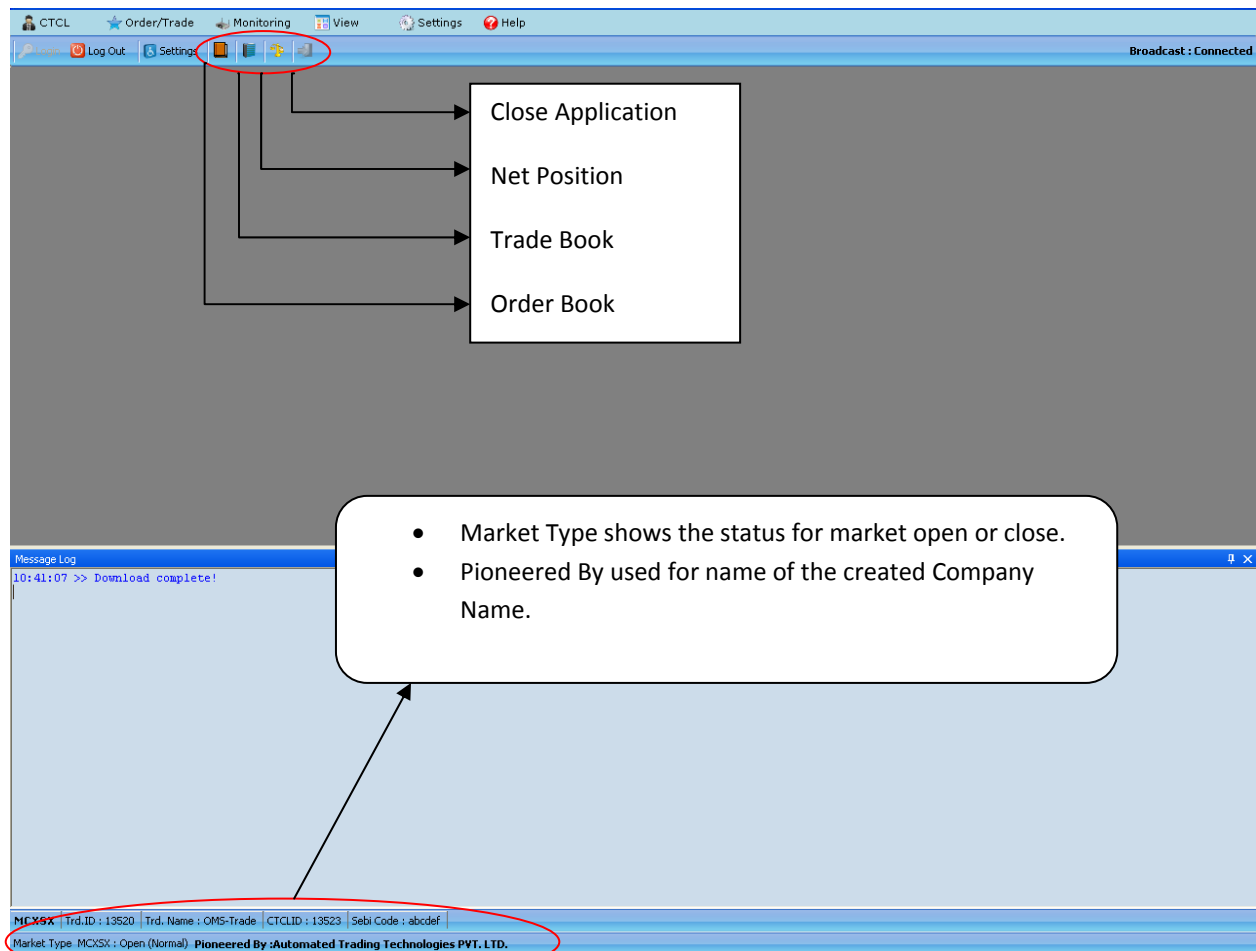 CTCL Order/Trade Monitoring View Settings Help
Log Out Settings Broadcast : Connected
Close Application
Net Position
Trade Book
Order Book
• Market Type shows the status for market open or close.
• Pioneered By used for name of the created Company
Name.
Message Log
10:41:07 >> Download complete!
MCXSX Trd.ID : 13520 Trd. Name : OMS-Trade CTCLID : 13523 Sebi Code : abcdef
Market Type MCXSX : Open (Normal) Pioneered By :Automated Trading Technologies PVT. LTD.